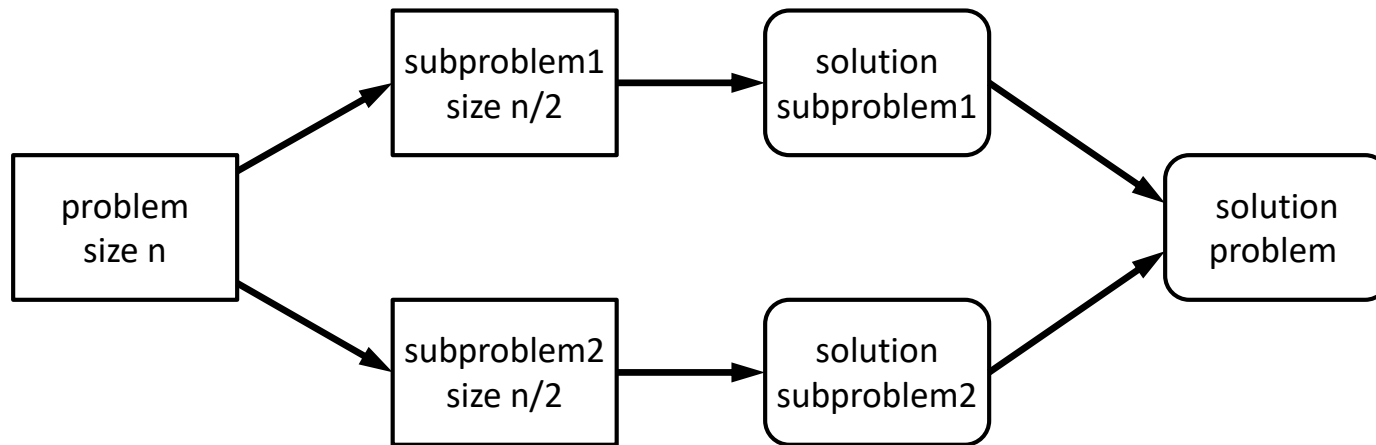 problem
size n
subproblem1
size n/2
solution
subproblem1
subproblem2
size n/2
solution
subproblem2
solution
problem